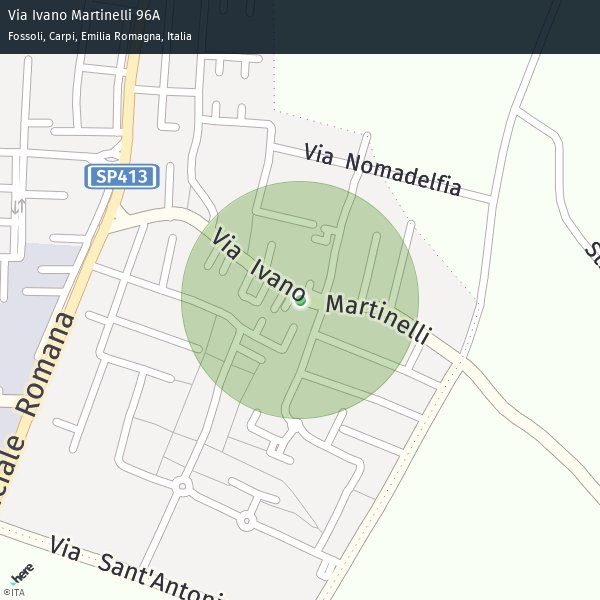 Via Ivano Martinelli 96A
Fossoli, Carpi, Emilia Romagna, Italia
Via Nomadelfia
SP413
Via Ivano Martinelli
ciale Romana
Via Sant'Antoni
here
©ITA